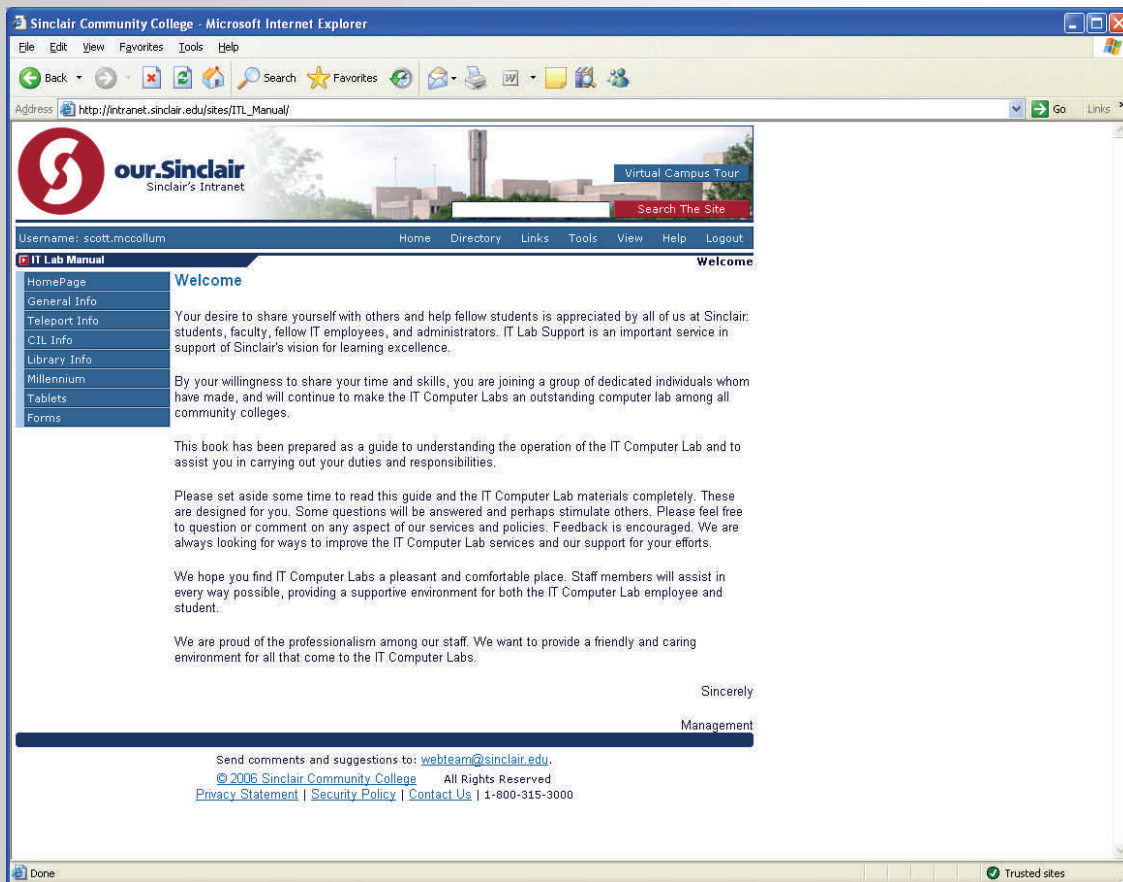 Sinclair Community College - Microsoft Internet Explorer
File Edit View Favorites Tools Help
Back Search Favorites
Address http://intranet.sinclair.edu/sites/ITL_Manual/ Go Links
our.Sinclair
Sinclair's Intranet
Virtual Campus Tour
Search The Site
Username: scott.mccollum Home Directory Links Tools View Help Logout
IT Lab Manual Welcome
HomePage
General Info
Teleport Info
CIL Info
Library Info
Millennium
Tablets
Forms
Welcome
Your desire to share yourself with others and help fellow students is appreciated by all of us at Sinclair:
students, faculty, fellow IT employees, and administrators. IT Lab Support is an important service in
support of Sinclair's vision for learning excellence.
By your willingness to share your time and skills, you are joining a group of dedicated individuals whom
have made, and will continue to make the IT Computer Labs an outstanding computer lab among all
community colleges.
This book has been prepared as a guide to understanding the operation of the IT Computer Lab and to
assist you in carrying out your duties and responsibilities.
Please set aside some time to read this guide and the IT Computer Lab materials completely. These
are designed for you. Some questions will be answered and perhaps stimulate others. Please feel free
to question or comment on any aspect of our services and policies. Feedback is encouraged. We are
always looking for ways to improve the IT Computer Lab services and our support for your efforts.
We hope you find IT Computer Labs a pleasant and comfortable place. Staff members will assist in
every way possible, providing a supportive environment for both the IT Computer Lab employee and
student.
We are proud of the professionalism among our staff. We want to provide a friendly and caring
environment for all that come to the IT Computer Labs.
Sincerely
Management
Send comments and suggestions to: webteam@sinclair.edu.
© 2006 Sinclair Community College All Rights Reserved
Privacy Statement | Security Policy | Contact Us | 1-800-315-3000
Done Trusted sites